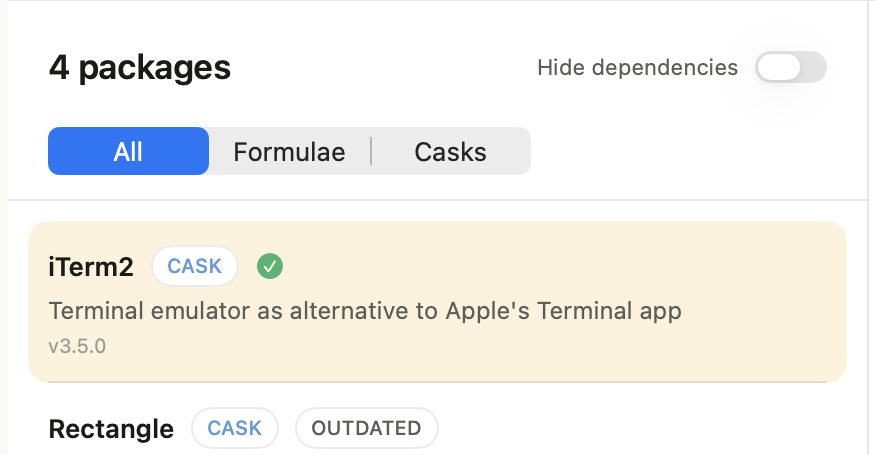 4 packages
Hide dependencies
All Formulae Casks
iTerm2 CASK
Terminal emulator as alternative to Apple's Terminal app
v3.5.0
Rectangle CASK OUTDATED